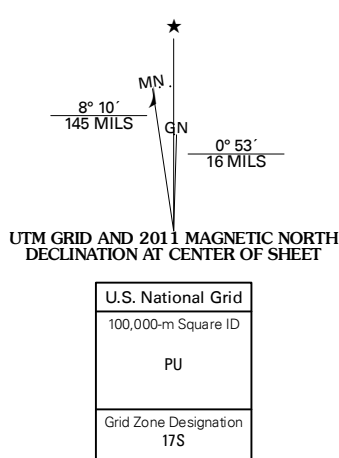 ★
MN
8° 10´
145 MILS
GN
0° 53´
16 MILS
UTM GRID AND 2011 MAGNETIC NORTH
DECLINATION AT CENTER OF SHEET
U.S. National Grid
100,000-m Square ID
PU
Grid Zone Designation
17S